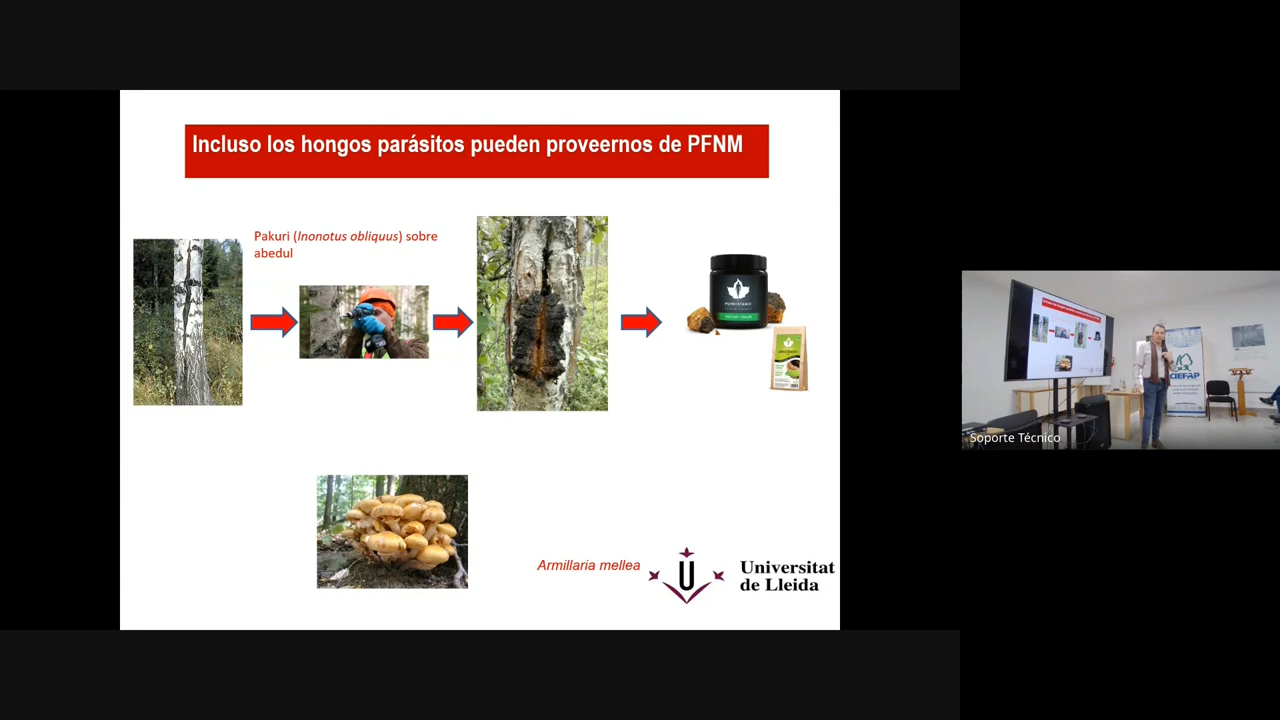 Incluso los hongos parásitos pueden proveernos de PFNM
Pakuri (Inonotus obliquus) sobre
abedul
Armillaria mellea
Universitat
de Lleida
CIEFAP
Soporte Técnico